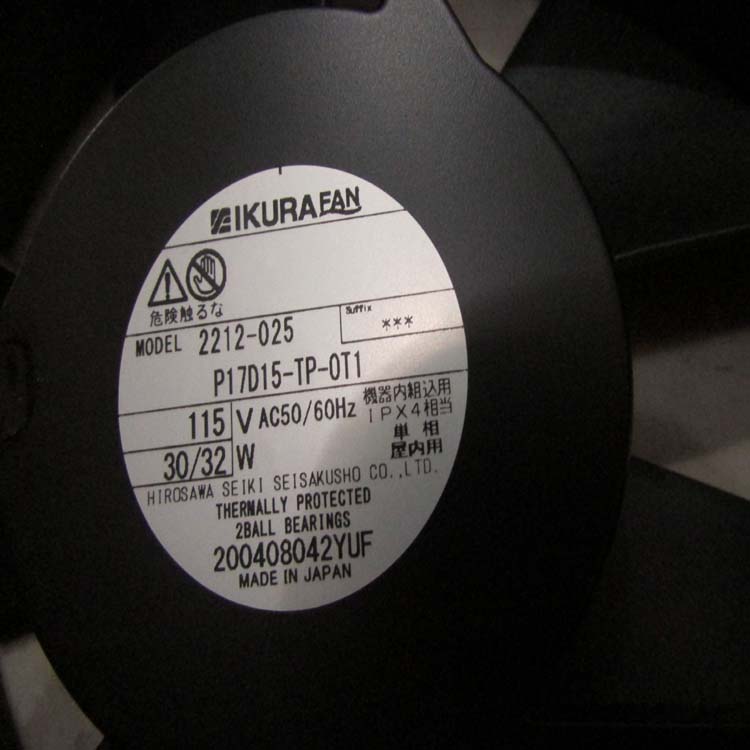 IKURAFAN
危険触るな
Suffix
***
MODEL 2212-025
P17D15-TP-0T1
115 V AC50/60Hz
30/32 W
機器内組込用
IPX4相当
単相
屋内用
HIROSAWA SEIKI SEISAKUSHO CO.,LTD.
THERMALLY PROTECTED
2BALL BEARINGS
200408042YUF
MADE IN JAPAN